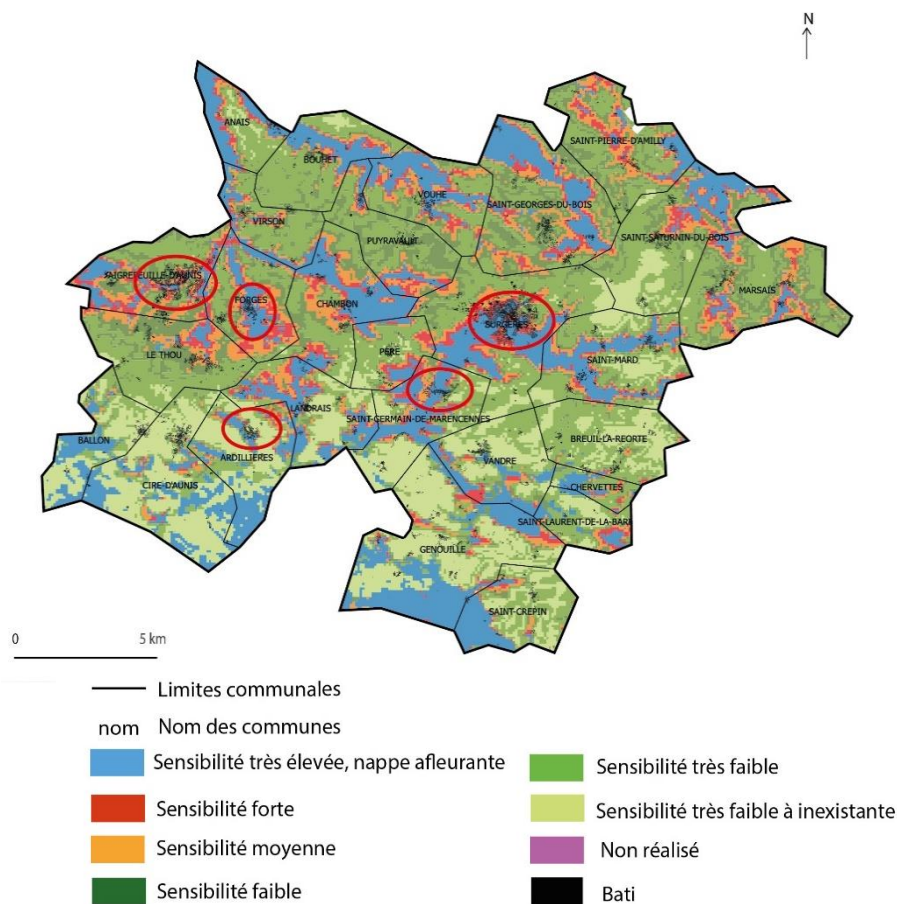 N
ANAIS
BOUHET
SAINT-PIERRE-D'AMILLY
VOUHE
SAINT-GEORGES-DU-BOIS
VIRSON
PUYRAVAULT
SAINT-SATURNIN-DU-BOIS
AIGREFEUILLE-D'AUNIS
FORGES
CHAMBON
MARSAIS
SURGERES
LE THOU
PERE
SAINT-MARD
LANDRAIS
SAINT-GERMAIN-DE-MARENCENNES
BALLON
ARDILLIERES
BREUIL-LA-REORTE
VANDRE
CIRE-D'AUNIS
CHERVETTES
SAINT-LAURENT-DE-LA-BARR
GENOUILLE
SAINT-CREPIN
0 5 km
Limites communales
nom Nom des communes
Sensibilité très élevée, nappe afleurante
Sensibilité très faible
Sensibilité forte
Sensibilité très faible à inexistante
Sensibilité moyenne
Non réalisé
Sensibilité faible
Bati